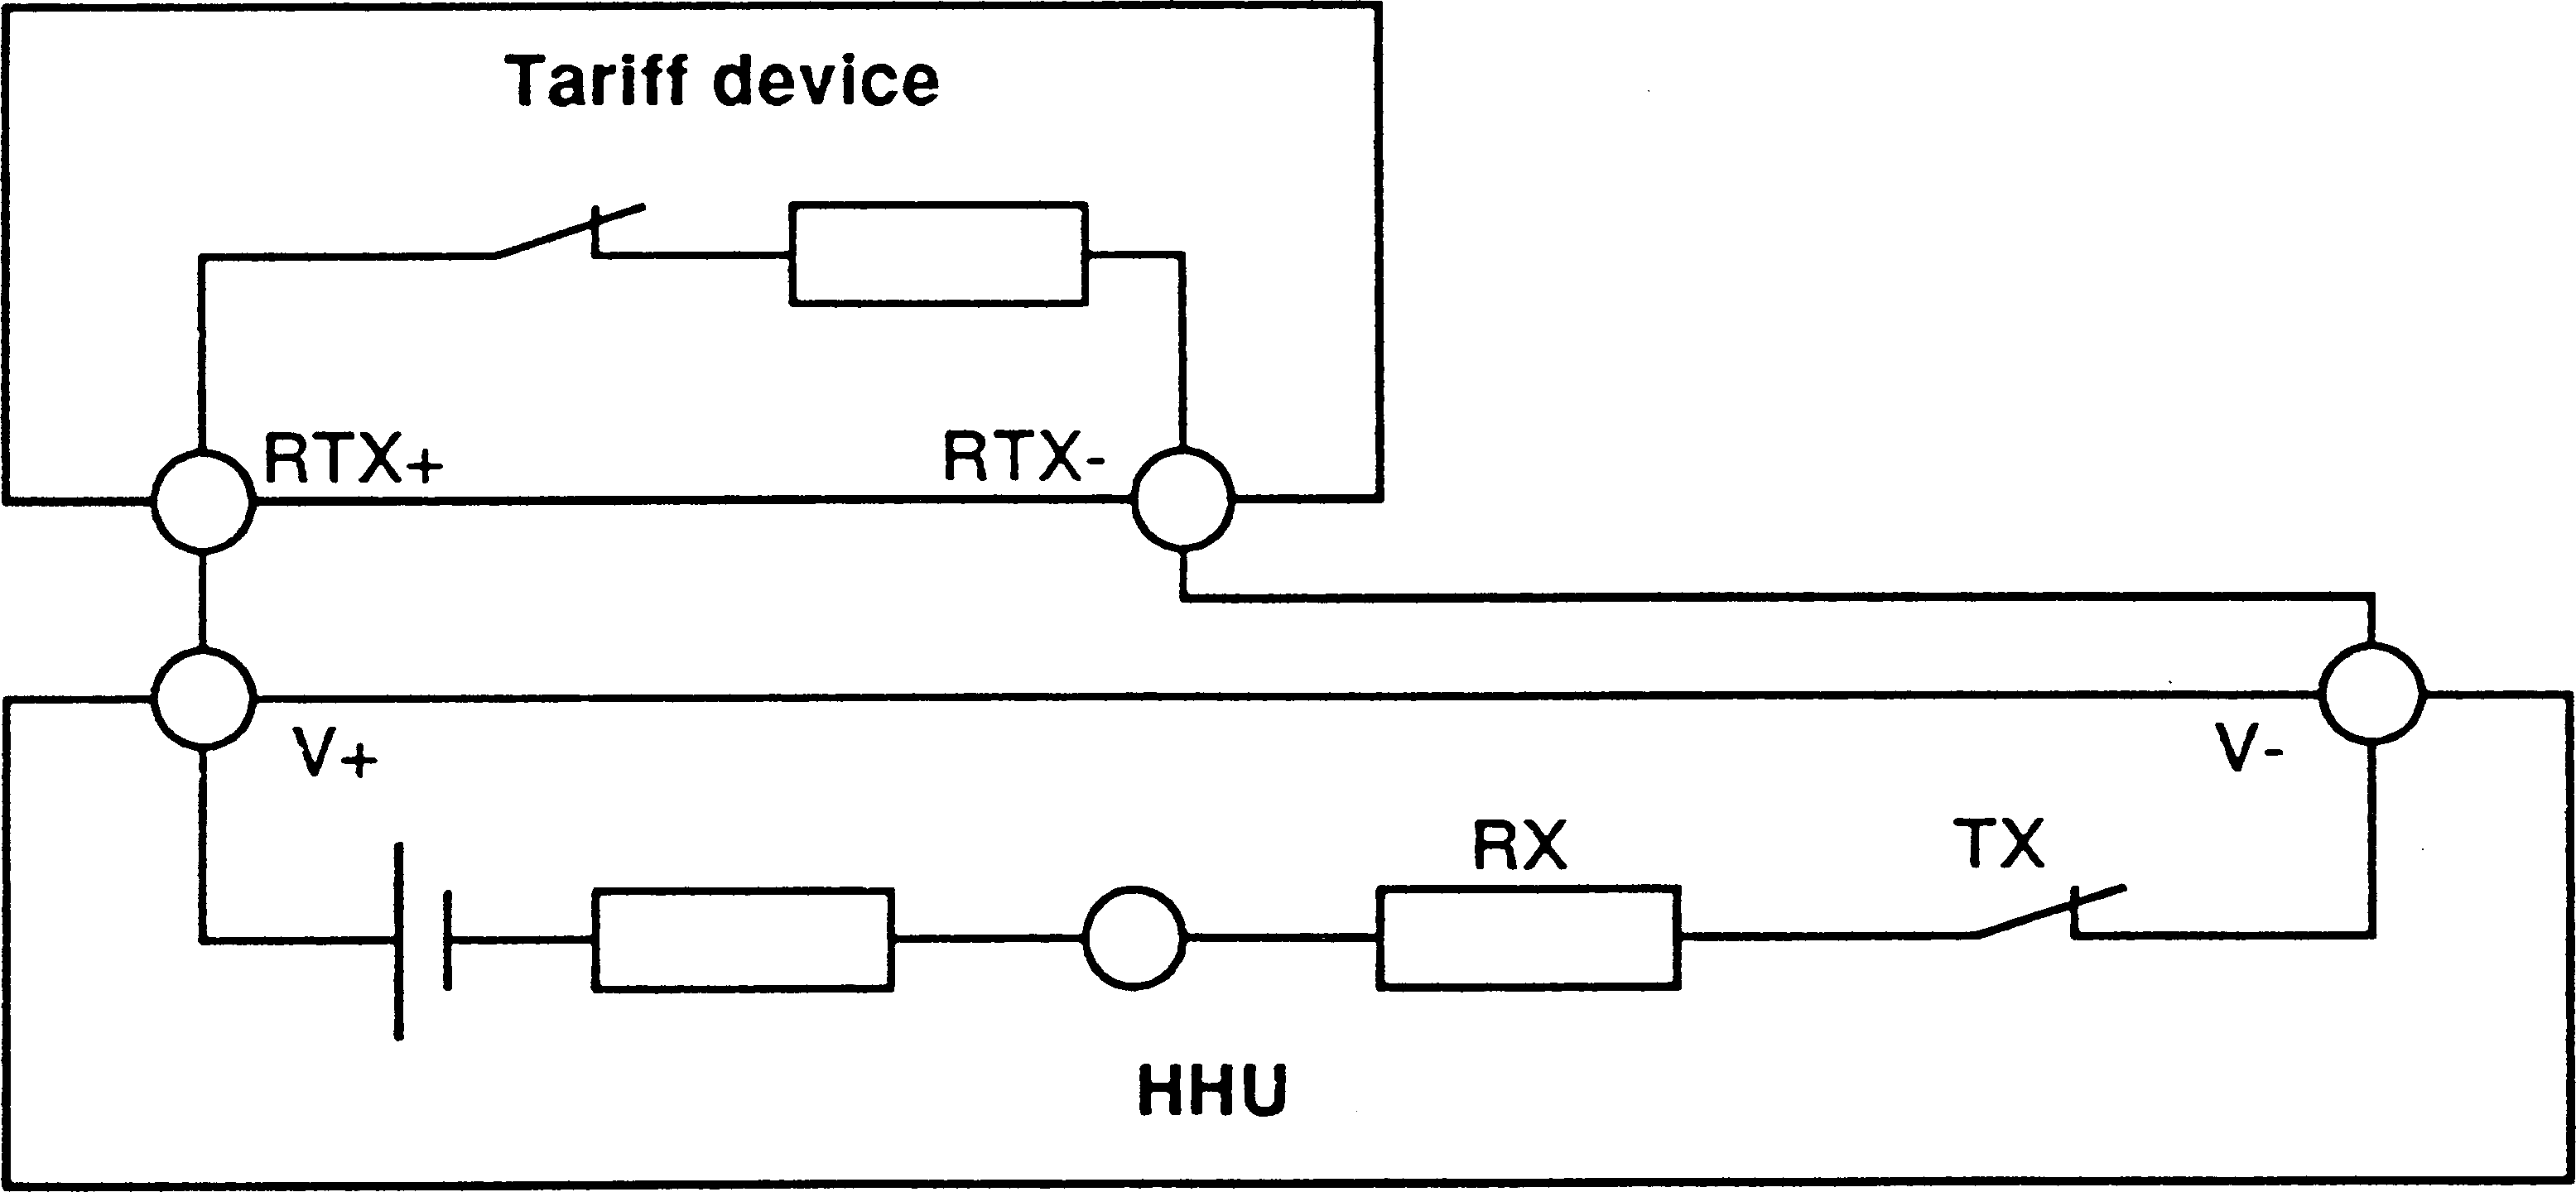 Tariff device
RTX+ RTX-
V+ V-
RX TX
HHU